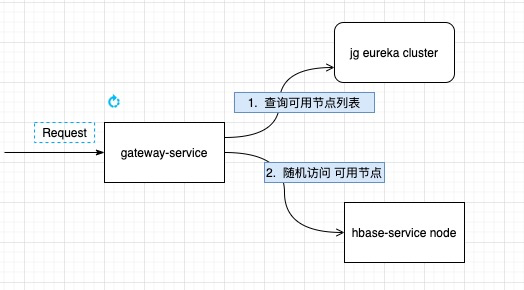 jg eureka cluster
1. 查询可用节点列表
Request
gateway-service
2. 随机访问 可用节点
hbase-service node